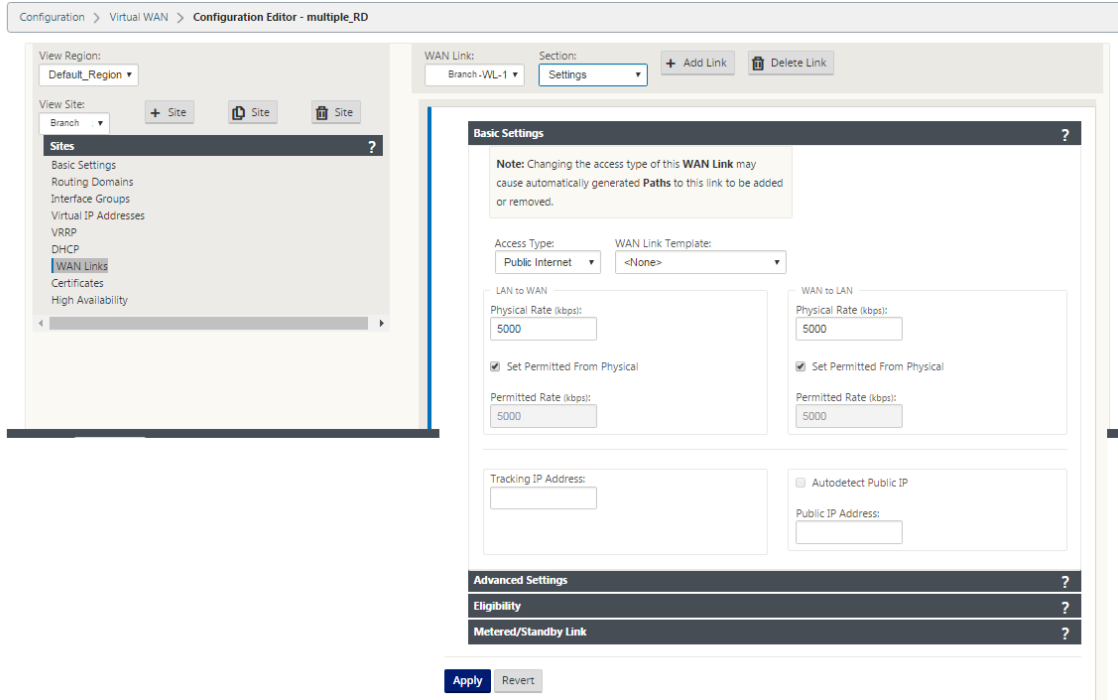 Configuration > Virtual WAN > Configuration Editor - multiple_RD
View Region:
Default_Region
View Site:
Branch
+ Site
Site
Site
Sites ?
Basic Settings
Routing Domains
Interface Groups
Virtual IP Addresses
VRRP
DHCP
WAN Links
Certificates
High Availability
WAN Link: Section:
Branch-WL-1 Settings + Add Link Delete Link
Basic Settings ?
Note: Changing the access type of this WAN Link may
cause automatically generated Paths to this link to be added
or removed.
Access Type: WAN Link Template:
Public Internet <None>
LAN to WAN
Physical Rate (kbps):
5000
Set Permitted From Physical
Permitted Rate (kbps):
5000
WAN to LAN
Physical Rate (kbps):
5000
Set Permitted From Physical
Permitted Rate (kbps):
5000
Tracking IP Address:
Autodetect Public IP
Public IP Address:
Advanced Settings ?
Eligibility ?
Metered/Standby Link ?
Apply Revert